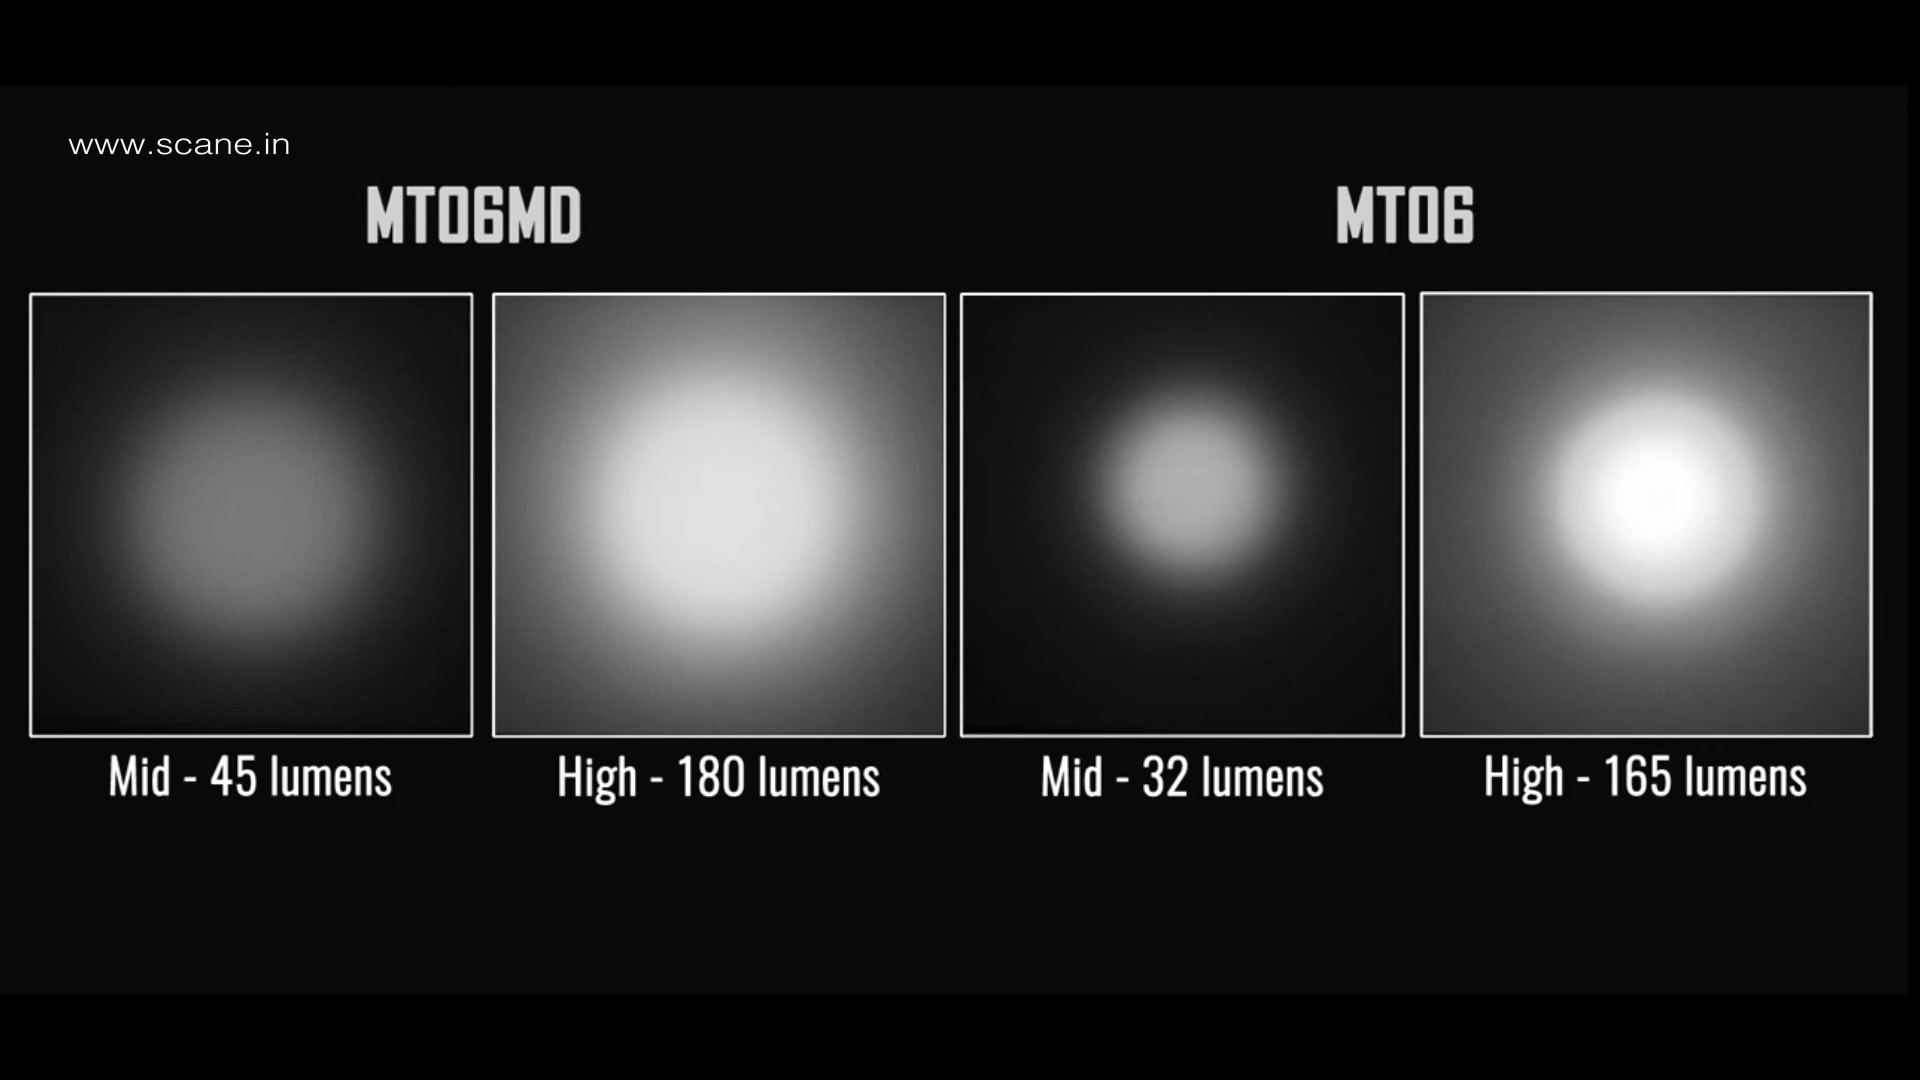 www.scane.in
MT06MD
MT06
Mid - 45 lumens
High - 180 lumens
Mid - 32 lumens
High - 165 lumens